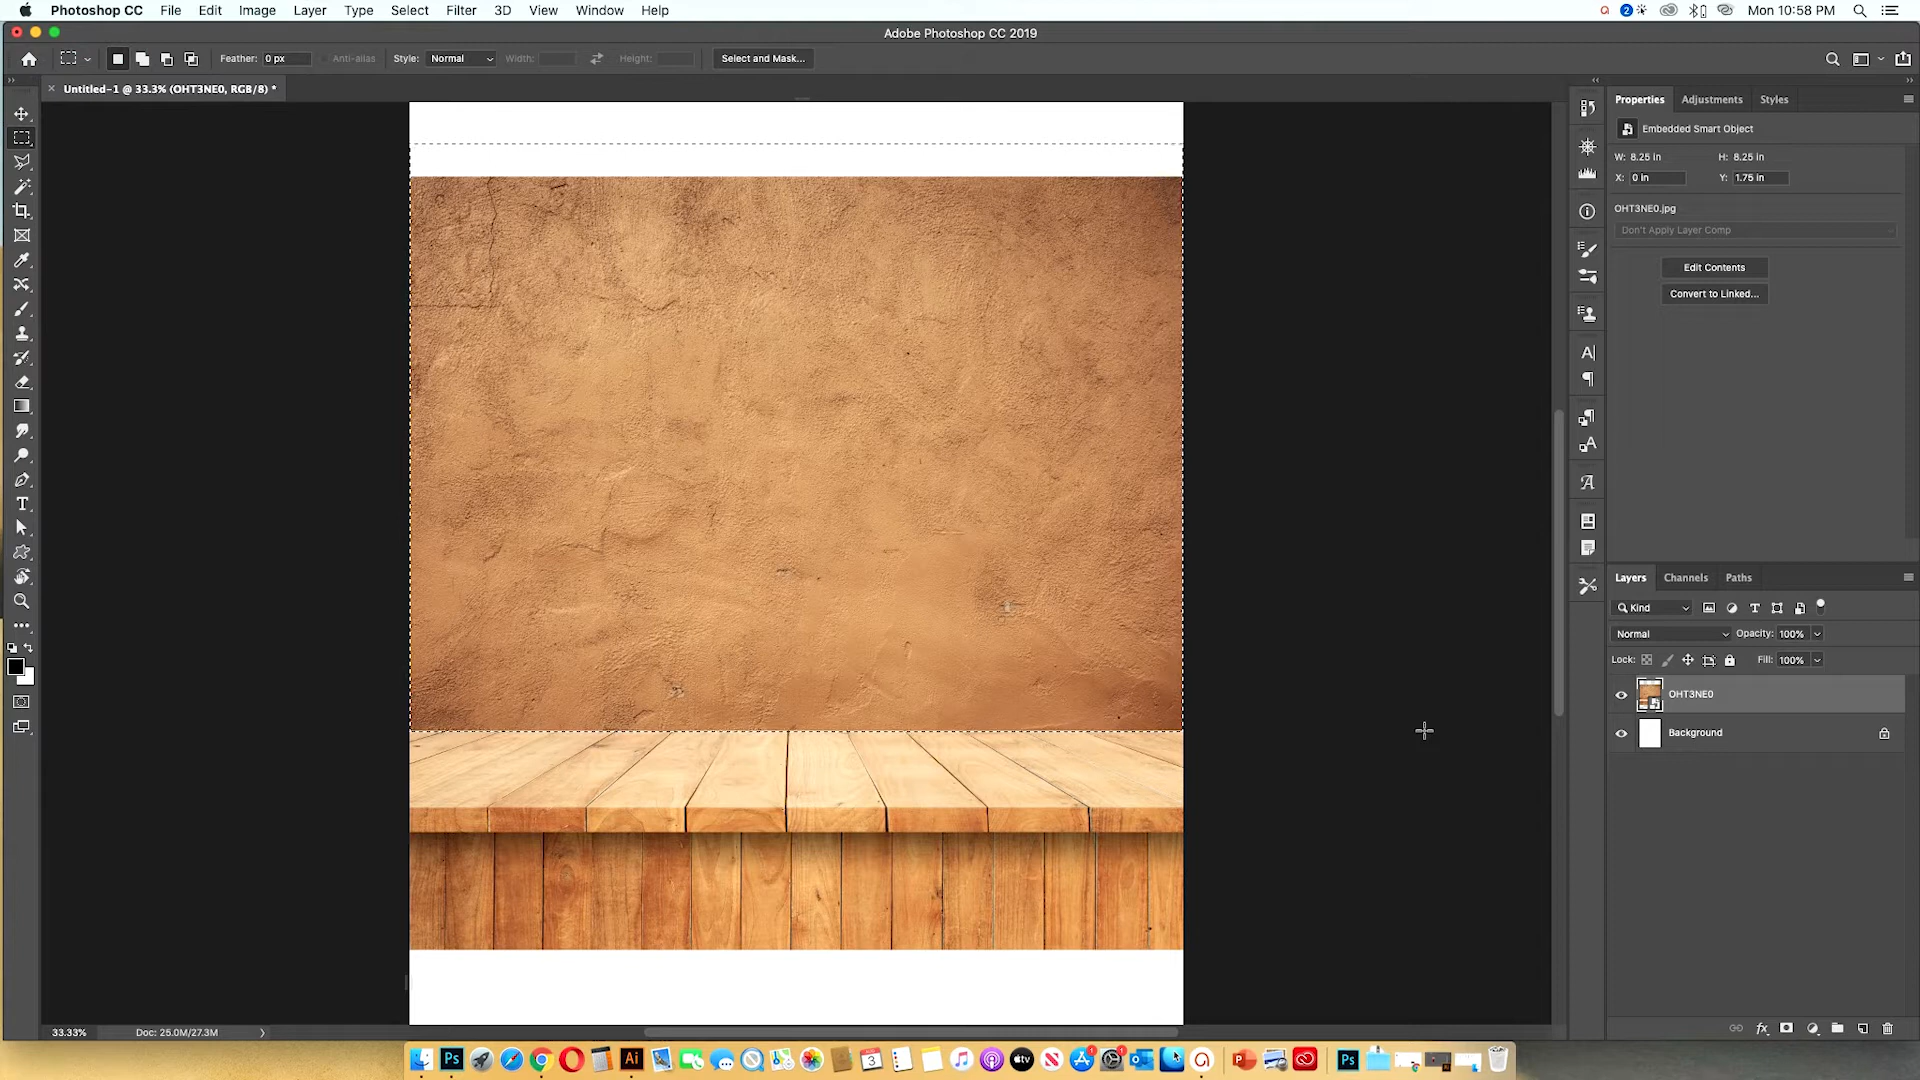 Photoshop CC File Edit Image Layer Type Select Filter 3D View Window Help
2 Mon 10:58 PM
Adobe Photoshop CC 2019
Feather: 0 px Anti-alias Style: Normal Width: Height: Select and Mask...
Untitled-1 @ 33.3% (OHT3NE0, RGB/8) *
Properties Adjustments Styles
Embedded Smart Object
W: 8.25 in H: 8.25 in
X: 0 in Y: 1.75 in
OHT3NE0.jpg
Don't Apply Layer Comp
Edit Contents
Convert to Linked...
Layers Channels Paths
Kind
Normal Opacity: 100%
Lock: Fill: 100%
OHT3NE0
Background
33.33% Doc: 25.0M/27.3M